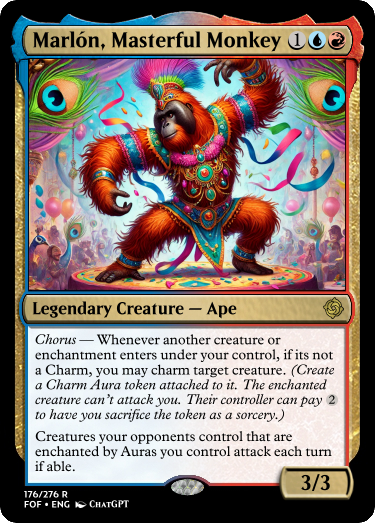 Marlón, Masterful Monkey 1
Legendary Creature — Ape
Chorus — Whenever another creature or
enchantment enters under your control, if its not
a Charm, you may charm target creature. (Create
a Charm Aura token attached to it. The enchanted
creature can't attack you. Their controller can pay 2
to have you sacrifice the token as a sorcery.)
Creatures your opponents control that are
enchanted by Auras you control attack each turn
if able.
3/3
176/276 R
FOF • ENG ChatGPT